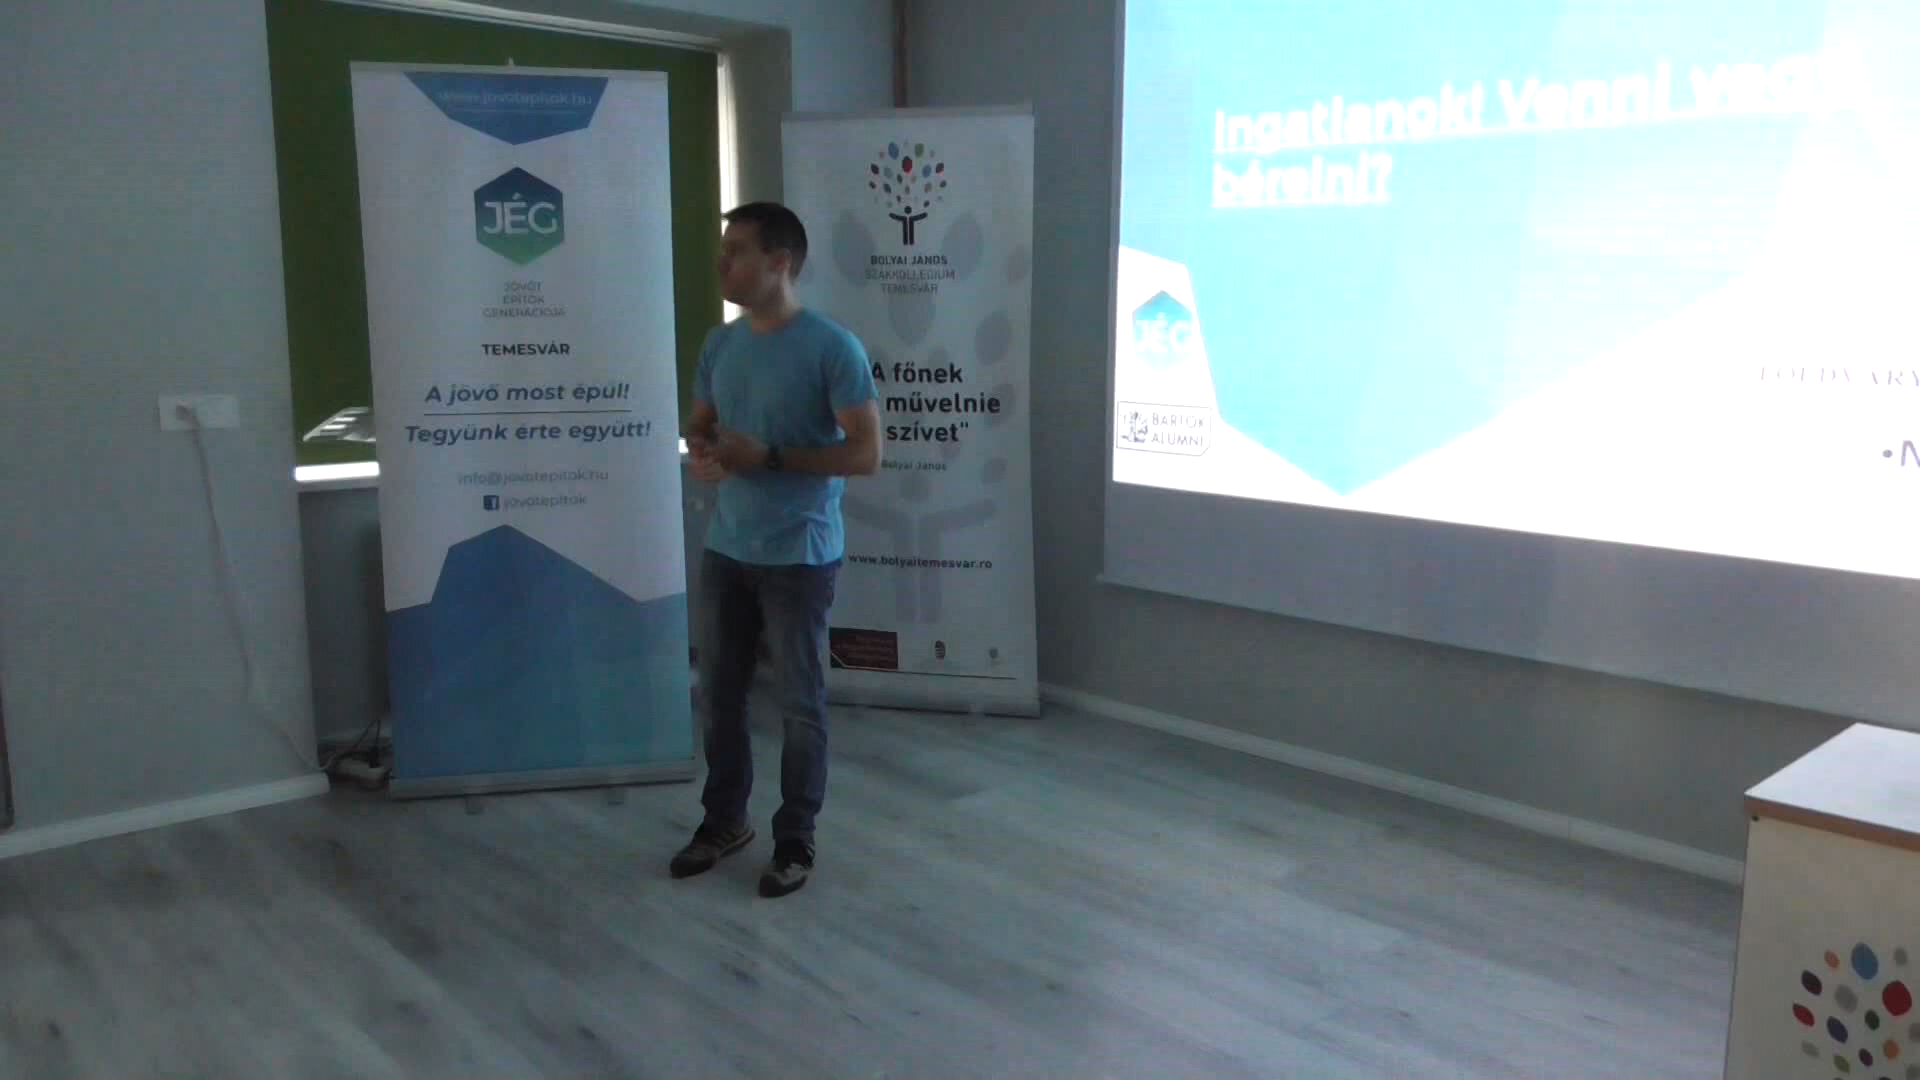 www.jovotepitok.hu
JÉG
JÖVŐT
ÉPÍTŐK
GENERÁCIÓJA
TEMESVÁR
A jövő most épül!
Tegyünk érte együtt!
info@jovotepitok.hu
jovotepitok
BOLYAI JÁNOS
SZAKKOLLÉGIUM
TEMESVÁR
A főnek
művelnie
szívet"
Bolyai János
www.bolyaitemesvar.ro
Ingatlanok! Venni vagy
bérelni?
JÉG
BARTÓK
ALUMNI